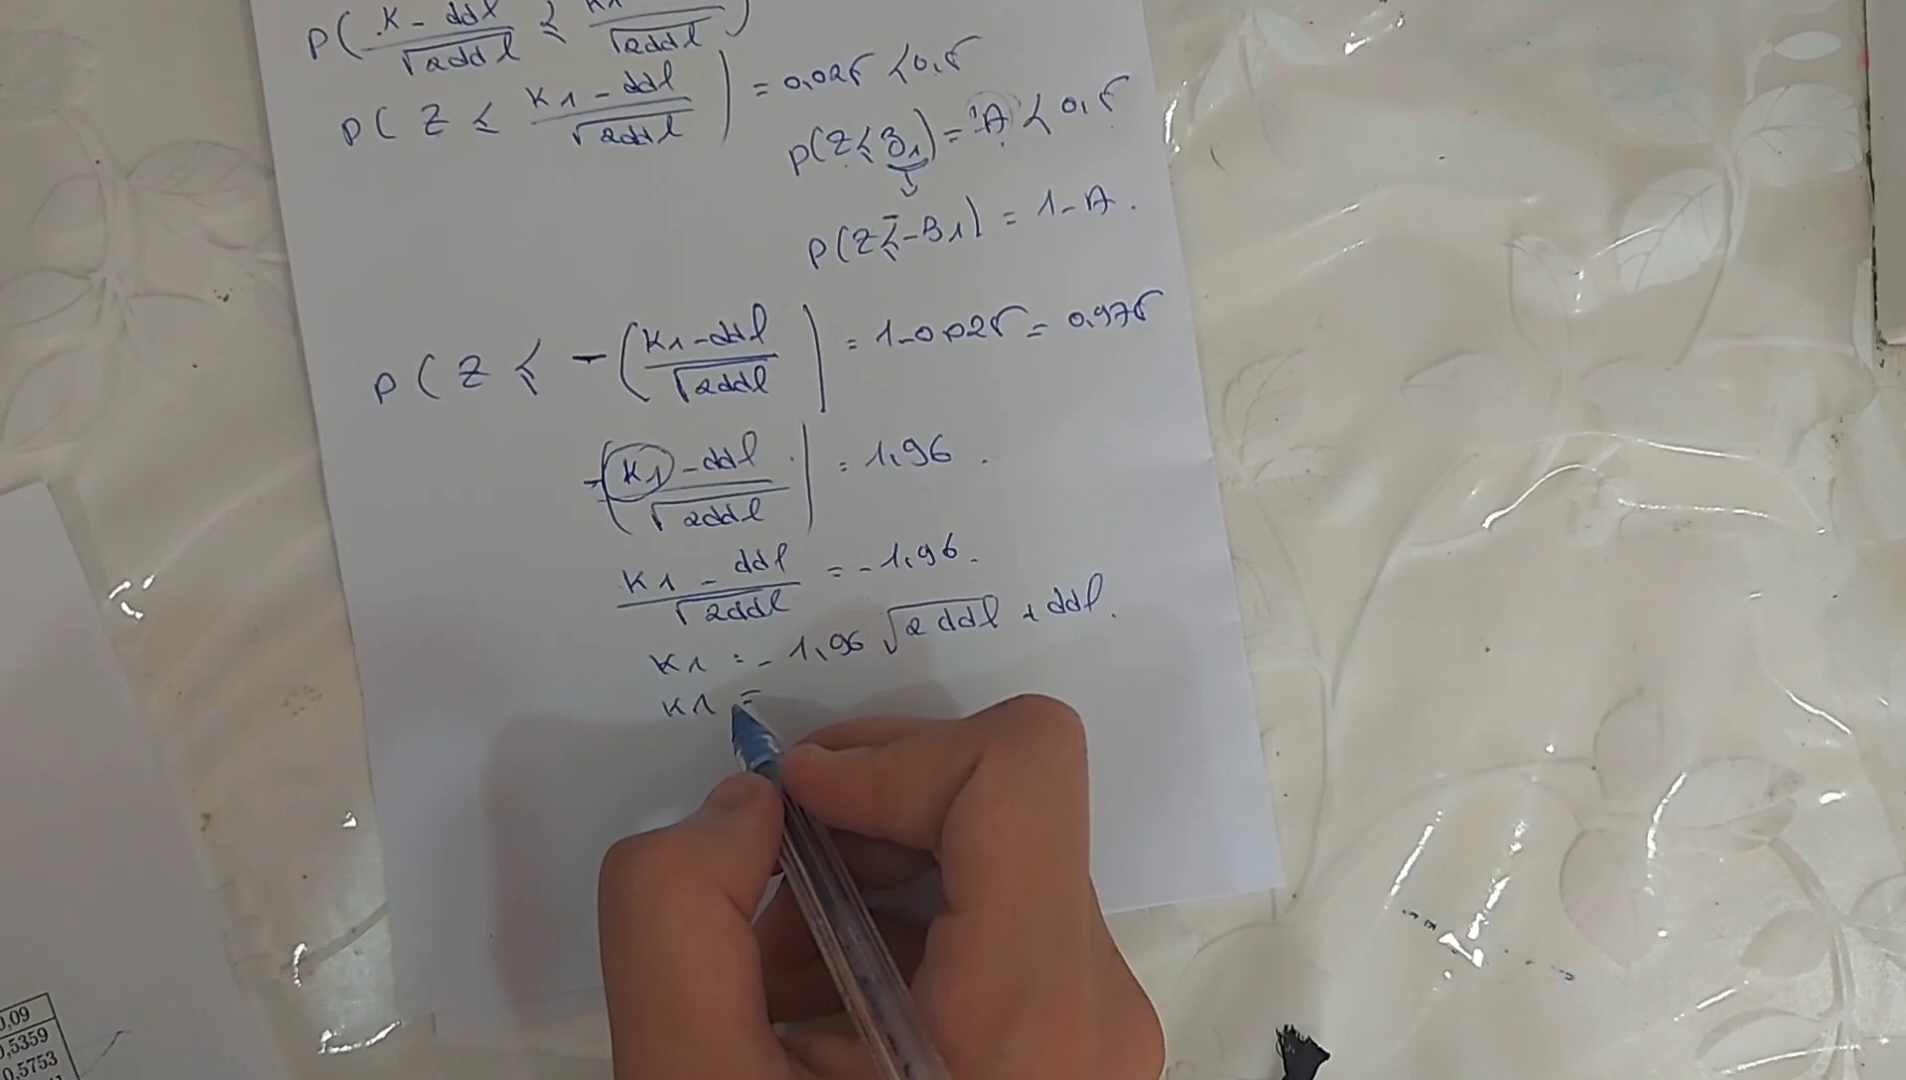 P( K - ddl / √2ddl ≤ K1 / √2ddl )
P( Z ≤ K1 - ddl / √2ddl ) = 0,025 < 0,5
P(Z ≤ Z1) = A < 0,5
P(Z ≤ -Z1) = 1-A.
P( Z ≤ -( K1-ddl / √2ddl ) = 1-0,025 = 0,975
-( K1-ddl / √2ddl ) = 1,96.
K1 - ddl / √2ddl = -1,96.
K1 = -1,96 √2ddl + ddl.
K1 =
0,09
0,5359
0,5753